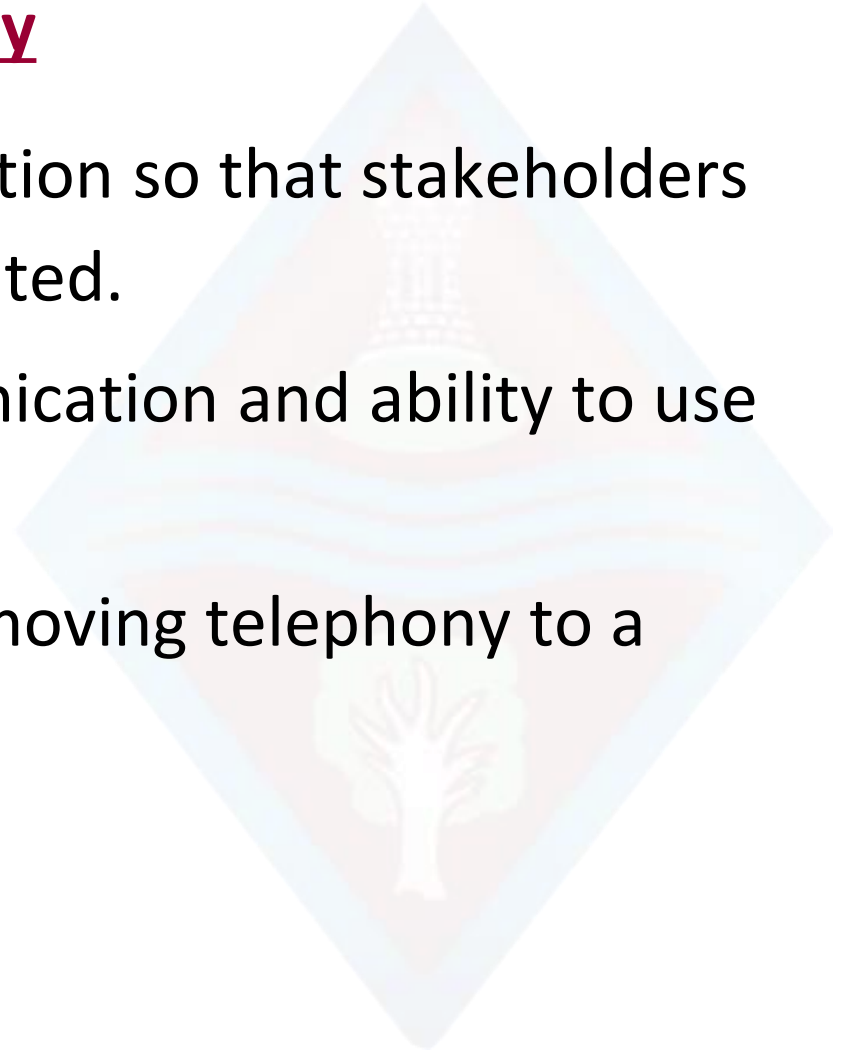 y
tion so that stakeholders
ted.
nication and ability to use
moving telephony to a